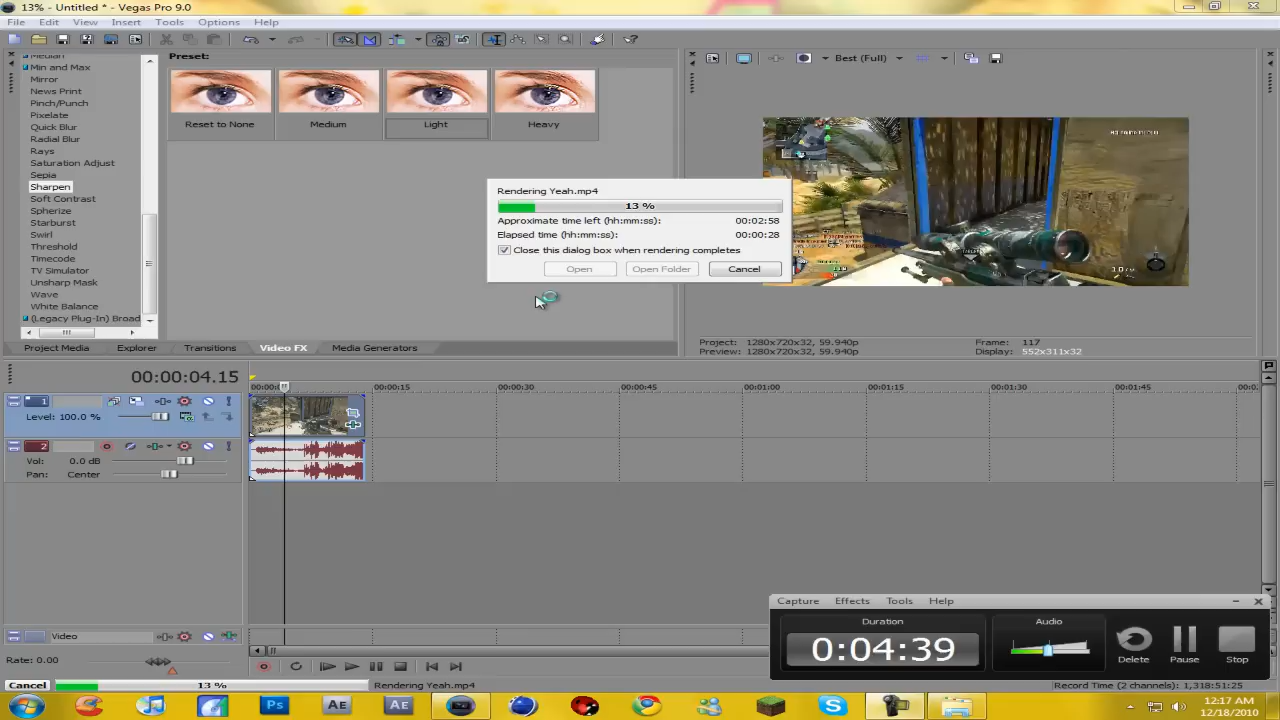 13% - Untitled * - Vegas Pro 9.0
File Edit View Insert Tools Options Help
Median
Min and Max
Mirror
News Print
Pinch/Punch
Pixelate
Quick Blur
Radial Blur
Rays
Saturation Adjust
Sepia
Sharpen
Soft Contrast
Spherize
Starburst
Swirl
Threshold
Timecode
TV Simulator
Unsharp Mask
Wave
White Balance
(Legacy Plug-In) Broad
Preset:
Reset to None Medium Light Heavy
Rendering Yeah.mp4
13 %
Approximate time left (hh:mm:ss): 00:02:58
Elapsed time (hh:mm:ss): 00:00:28
Close this dialog box when rendering completes
Open Open Folder Cancel
Best (Full)
Project: 1280x720x32, 59.940p Frame: 117
Preview: 1280x720x32, 59.940p Display: 552x311x32
Project Media Explorer Transitions Video FX Media Generators
00:00:04.15
00:00:15 00:00:30 00:00:45 00:01:00 00:01:15 00:01:30 00:01:45
1
Level: 100.0 %
2
Vol: 0.0 dB
Pan: Center
Video
Rate: 0.00
Capture Effects Tools Help
Duration
0:04:39
Audio
Delete Pause Stop
Cancel 13 % Rendering Yeah.mp4
Record Time (2 channels): 1,318:51:25
Ps AE AE
12:17 AM
12/18/2010